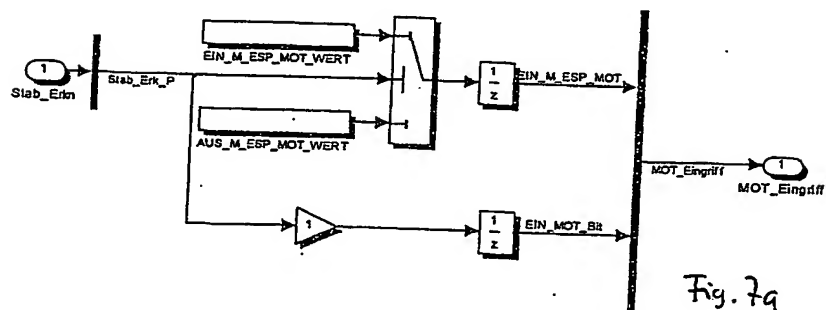 EIN_M_ESP_MOT_WERT
1
Stab_Erkn
Stab_Erk_P
1
z
EIN_M_ESP_MOT
AUS_M_ESP_MOT_WERT
MOT_Eingriff
1
MOT_Eingriff
1
1
z
EIN_MOT_Bit
Fig. 7a